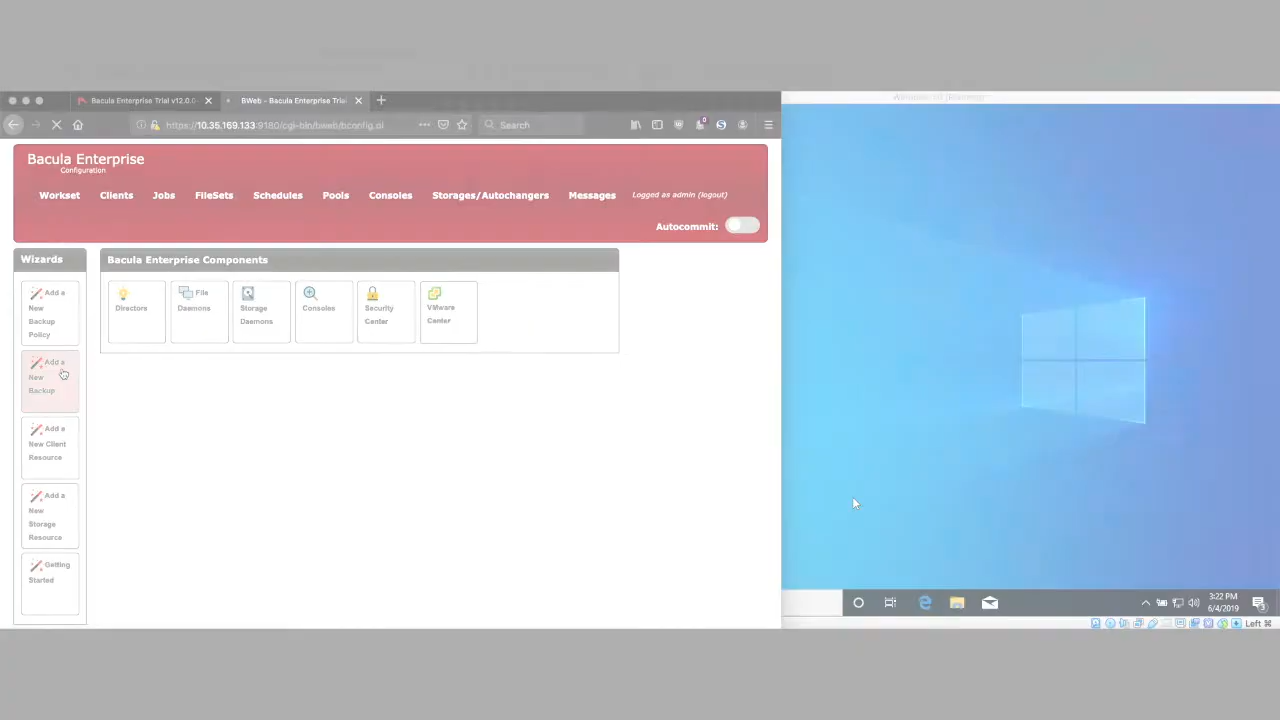 Bacula Enterprise Trial v12.0.0
BWeb - Bacula Enterprise Trial
https://10.35.169.133:9180/cgi-bin/bweb/bconfig.pl
Search
0
Bacula Enterprise
Configuration
Workset
Clients
Jobs
FileSets
Schedules
Pools
Consoles
Storages/Autochangers
Messages
Logged as admin (logout)
Autocommit:
Wizards
Add a
New
Backup
Policy
Add a
New
Backup
Add a
New Client
Resource
Add a
New
Storage
Resource
Getting
Started
Bacula Enterprise Components
Directore
File
Daemons
Storage
Daemons
Consoles
Security
Center
VMware
Center
3:22 PM
6/4/2019
3
Left ⌘